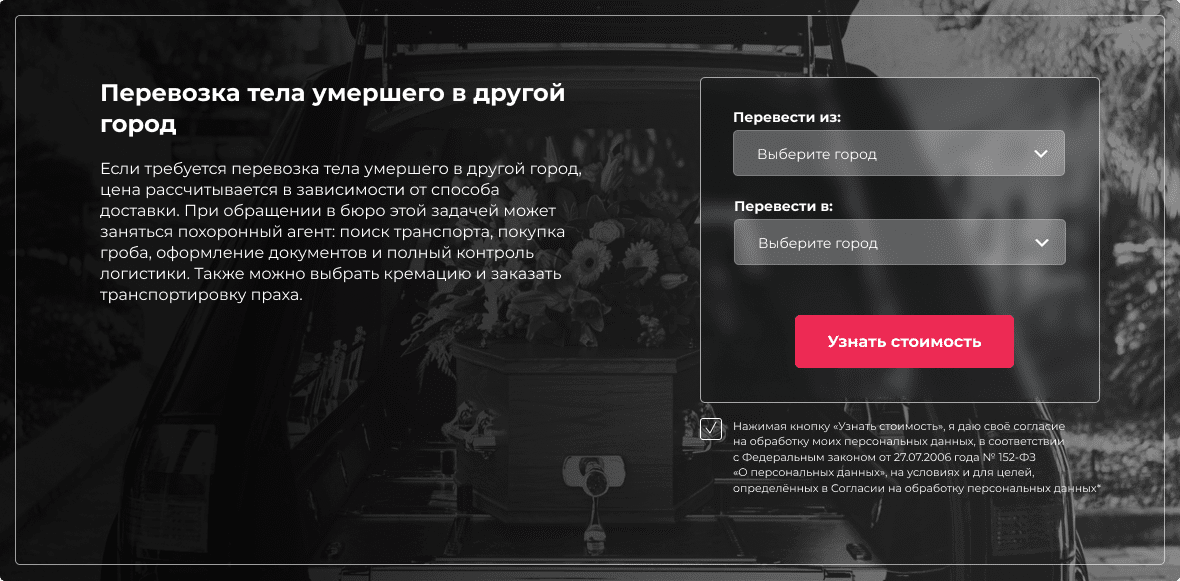 Перевозка тела умершего в другой
город
Если требуется перевозка тела умершего в другой город,
цена рассчитывается в зависимости от способа
доставки. При обращении в бюро этой задачей может
заняться похоронный агент: поиск транспорта, покупка
гроба, оформление документов и полный контроль
логистики. Также можно выбрать кремацию и заказать
транспортировку праха.
Перевести из:
Выберите город
Перевести в:
Выберите город
Узнать стоимость
Нажимая кнопку «Узнать стоимость», я даю своё согласие
на обработку моих персональных данных, в соответствии
с Федеральным законом от 27.07.2006 года № 152-ФЗ
«О персональных данных», на условиях и для целей,
определённых в Согласии на обработку персональных данных*